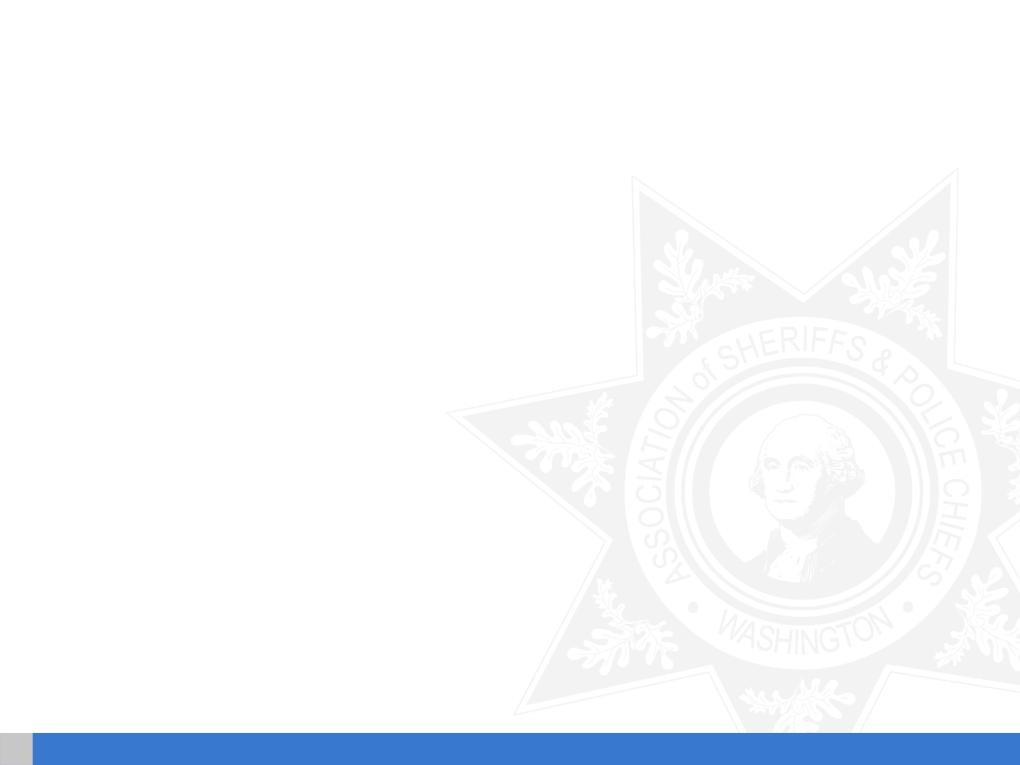 ASSOCIATION of SHERIFFS & POLICE CHIEFS
• WASHINGTON •